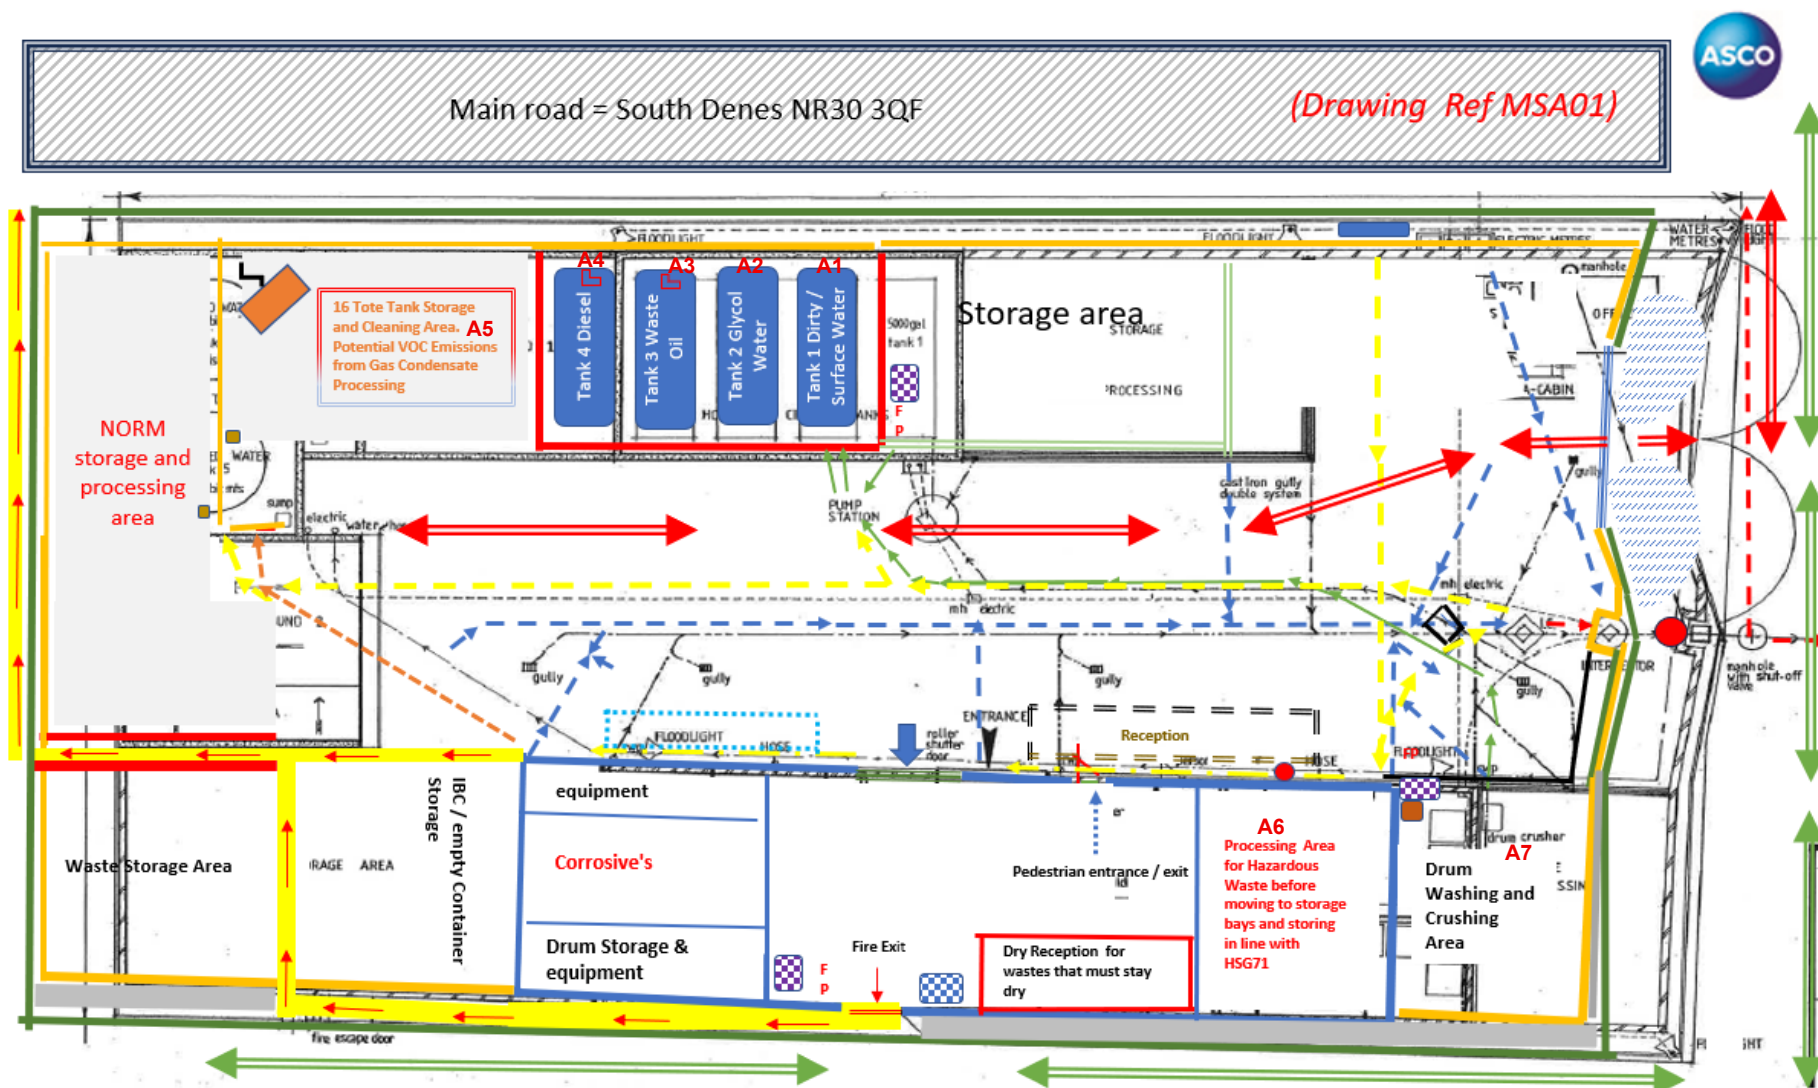 ASCO
Main road = South Denes NR30 3QF
(Drawing Ref MSA01)
FLOODLIGHT
FLOODLIGHT
ELECTRIC METRES
WATER
METRES
manhole
A4
A3
A2
A1
16 Tote Tank Storage
and Cleaning Area. A5
Potential VOC Emissions
from Gas Condensate
Processing
Tank 4 Diesel
Tank 3 Waste
Oil
Tank 2 Glycol
Water
Tank 1 Dirty /
Surface Water
5000gal
tank 1
Storage area
STORAGE
PROCESSING
A-CABIN
F
P
NORM
storage and
processing
area
WATER
sump
electric
PUMP
STATION
cast iron gully
double system
gully
mh electric
mh electric
gully
gully
gully
gully
INTERCEPTOR
manhole
with shut-off
valve
ENTRANCE
FLOODLIGHT
HOSE
roller
shutter
door
Reception
HOSE
FLOODLIGHT
IBC / empty Container
Storage
equipment
Corrosive's
Drum Storage &
equipment
Waste Storage Area
RAGE AREA
Pedestrian entrance / exit
A6
Processing Area
for Hazardous
Waste before
moving to storage
bays and storing
in line with
HSG71
drum crusher
A7
Drum
Washing and
Crushing
Area
Fire Exit
F
P
Dry Reception for
wastes that must stay
dry
fire escape door